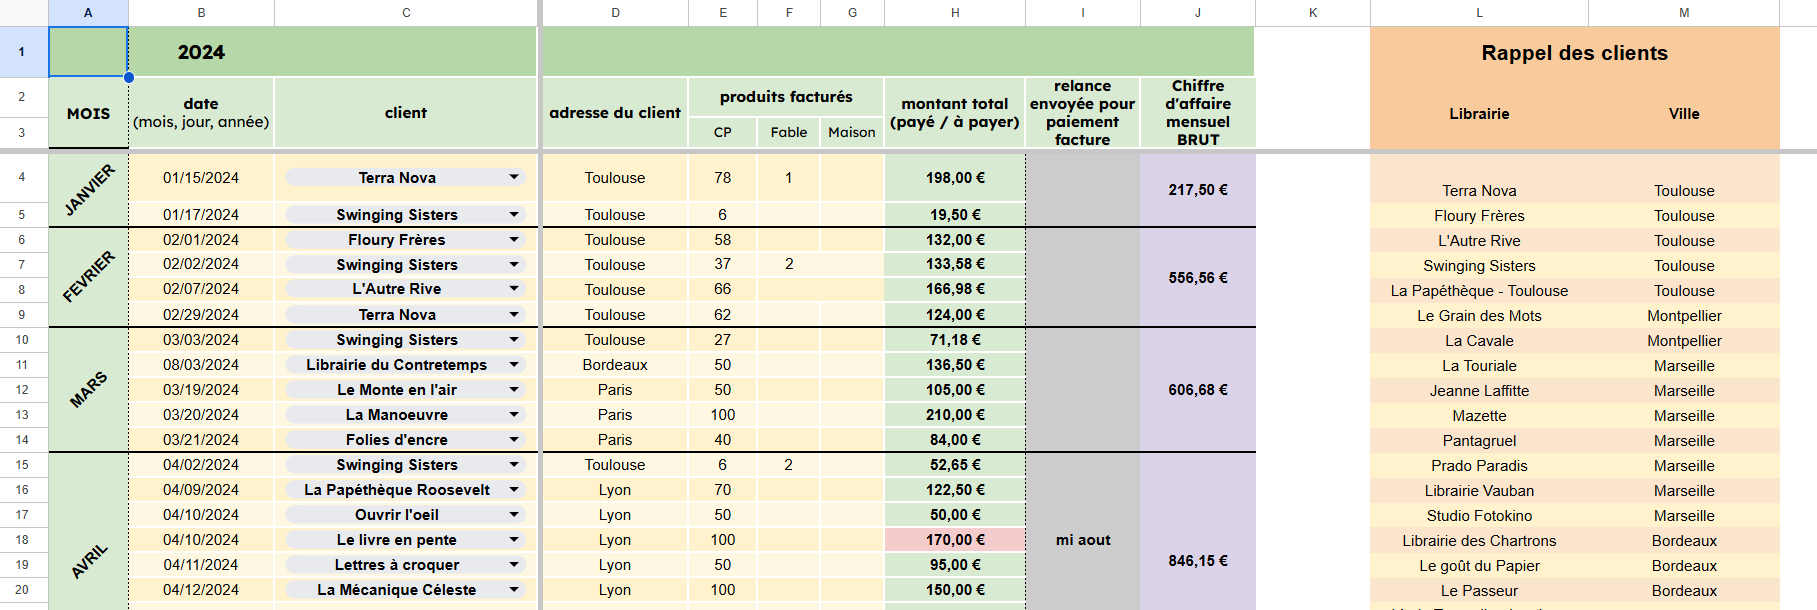 A B C D E F G H I J K L M
1 2024 Rappel des clients
2 MOIS date (mois, jour, année) client adresse du client produits facturés montant total (payé / à payer) relance envoyée pour paiement facture Chiffre d'affaire mensuel BRUT Librairie Ville
3 CP Fable Maison
4 JANVIER 01/15/2024 Terra Nova Toulouse 78 1 198,00 € 217,50 € Terra Nova Toulouse
5 01/17/2024 Swinging Sisters Toulouse 6 19,50 € Floury Frères Toulouse
6 FEVRIER 02/01/2024 Floury Frères Toulouse 58 132,00 € 556,56 € L'Autre Rive Toulouse
7 02/02/2024 Swinging Sisters Toulouse 37 2 133,58 € Swinging Sisters Toulouse
8 02/07/2024 L'Autre Rive Toulouse 66 166,98 € La Papéthèque - Toulouse Toulouse
9 02/29/2024 Terra Nova Toulouse 62 124,00 € Le Grain des Mots Montpellier
10 MARS 03/03/2024 Swinging Sisters Toulouse 27 71,18 € 606,68 € La Cavale Montpellier
11 08/03/2024 Librairie du Contretemps Bordeaux 50 136,50 € La Touriale Marseille
12 03/19/2024 Le Monte en l'air Paris 50 105,00 € Jeanne Laffitte Marseille
13 03/20/2024 La Manoeuvre Paris 100 210,00 € Mazette Marseille
14 03/21/2024 Folies d'encre Paris 40 84,00 € Pantagruel Marseille
15 AVRIL 04/02/2024 Swinging Sisters Toulouse 6 2 52,65 € 846,15 € Prado Paradis Marseille
16 04/09/2024 La Papéthèque Roosevelt Lyon 70 122,50 € Librairie Vauban Marseille
17 04/10/2024 Ouvrir l'oeil Lyon 50 50,00 € Studio Fotokino Marseille
18 04/10/2024 Le livre en pente Lyon 100 170,00 € mi aout Librairie des Chartrons Bordeaux
19 04/11/2024 Lettres à croquer Lyon 50 95,00 € Le goût du Papier Bordeaux
20 04/12/2024 La Mécanique Céleste Lyon 100 150,00 € Le Passeur Bordeaux